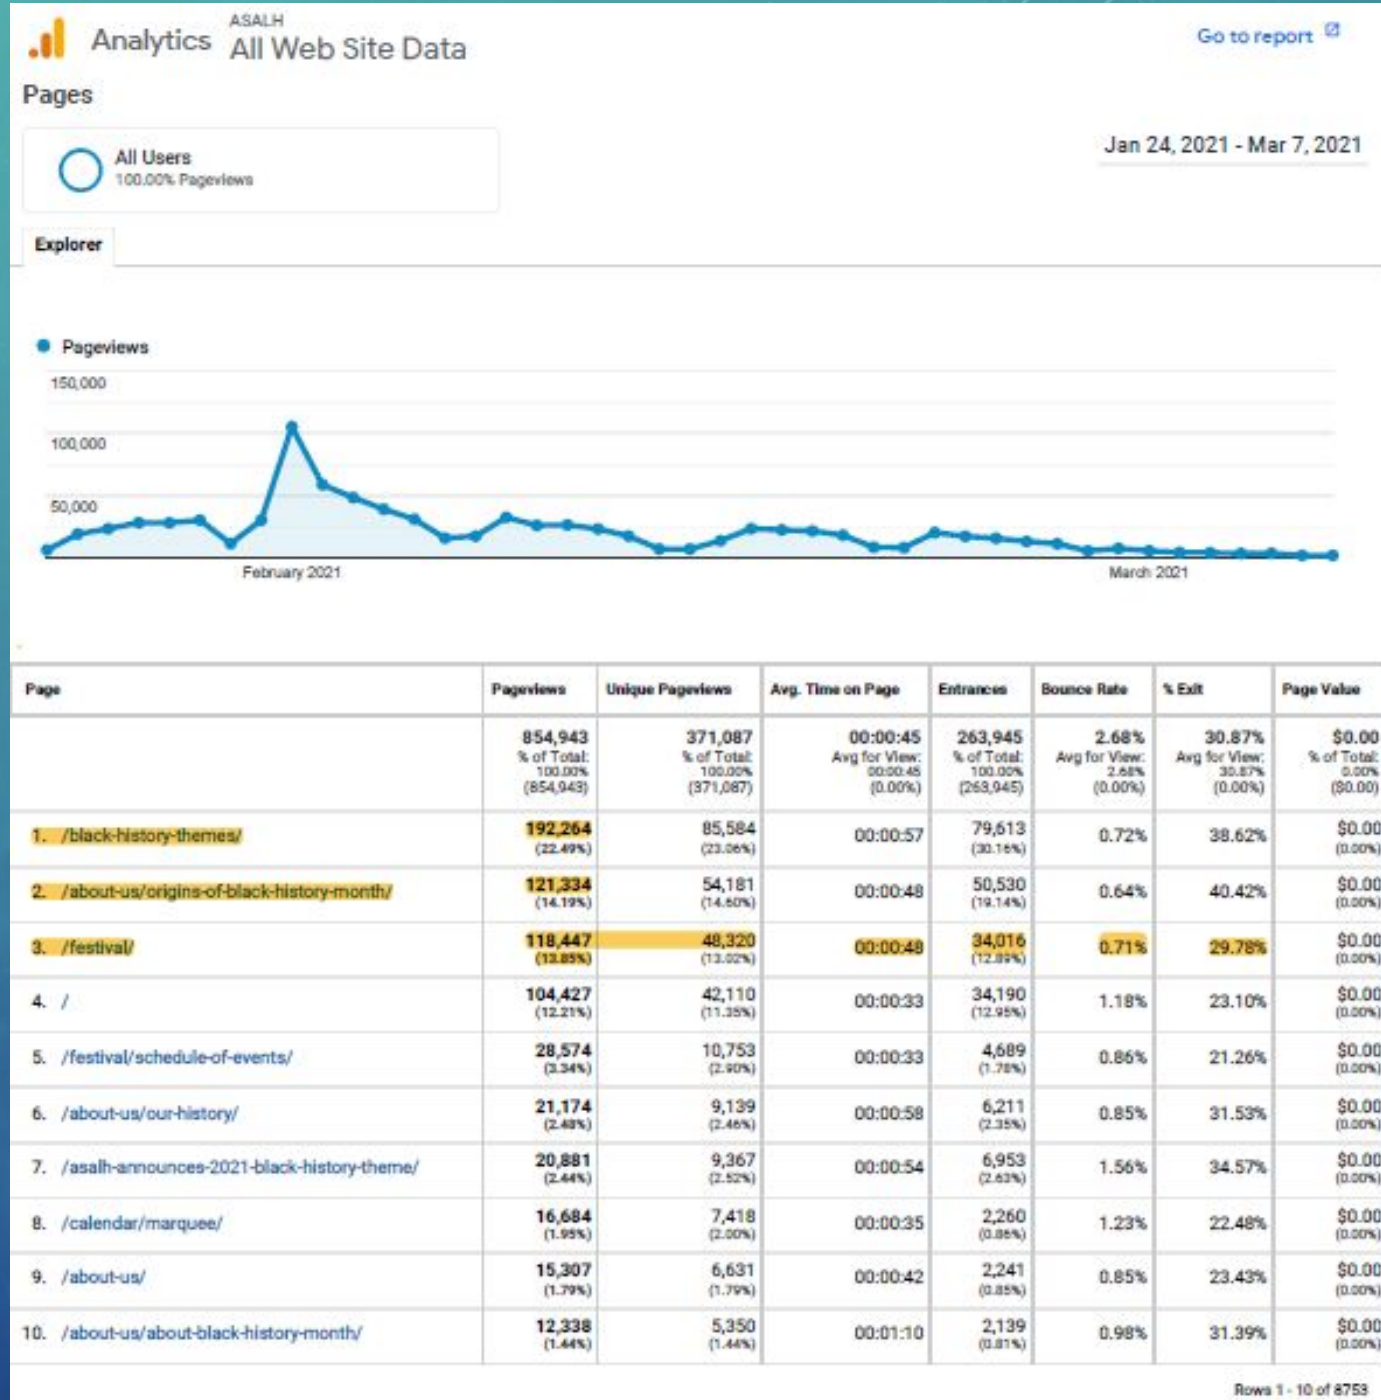 ASALH
Analytics All Web Site Data
Go to report
Pages
All Users
100.00% Pageviews
Jan 24, 2021 - Mar 7, 2021
Explorer
Pageviews
150,000
100,000
50,000
February 2021 March 2021
Page Pageviews Unique Pageviews Avg. Time on Page Entrances Bounce Rate % Exit Page Value
854,943 371,087 00:00:45 263,945 2.68% 30.87% $0.00
% of Total: % of Total: Avg for View: % of Total: Avg for View: Avg for View: % of Total:
100.00% 100.00% 00:00:45 100.00% 2.68% 30.87% 0.00%
(854,943) (371,087) (0.00%) (263,945) (0.00%) (0.00%) ($0.00)
1. /black-history-themes/ 192,264 85,584 00:00:57 79,613 0.72% 38.62% $0.00
(22.49%) (23.06%) (30.16%) (0.00%)
2. /about-us/origins-of-black-history-month/ 121,334 54,181 00:00:48 50,530 0.64% 40.42% $0.00
(14.19%) (14.60%) (19.14%) (0.00%)
3. /festival/ 118,447 48,320 00:00:48 34,016 0.71% 29.78% $0.00
(13.85%) (13.02%) (12.89%) (0.00%)
4. / 104,427 42,110 00:00:33 34,190 1.18% 23.10% $0.00
(12.21%) (11.35%) (12.95%) (0.00%)
5. /festival/schedule-of-events/ 28,574 10,753 00:00:33 4,689 0.86% 21.26% $0.00
(3.34%) (2.90%) (1.78%) (0.00%)
6. /about-us/our-history/ 21,174 9,139 00:00:58 6,211 0.85% 31.53% $0.00
(2.48%) (2.46%) (2.35%) (0.00%)
7. /asalh-announces-2021-black-history-theme/ 20,881 9,367 00:00:54 6,953 1.56% 34.57% $0.00
(2.44%) (2.52%) (2.63%) (0.00%)
8. /calendar/marquee/ 16,684 7,418 00:00:35 2,260 1.23% 22.48% $0.00
(1.95%) (2.00%) (0.86%) (0.00%)
9. /about-us/ 15,307 6,631 00:00:42 2,241 0.85% 23.43% $0.00
(1.79%) (1.79%) (0.85%) (0.00%)
10. /about-us/about-black-history-month/ 12,338 5,350 00:01:10 2,139 0.98% 31.39% $0.00
(1.44%) (1.44%) (0.81%) (0.00%)
Rows 1 - 10 of 8753